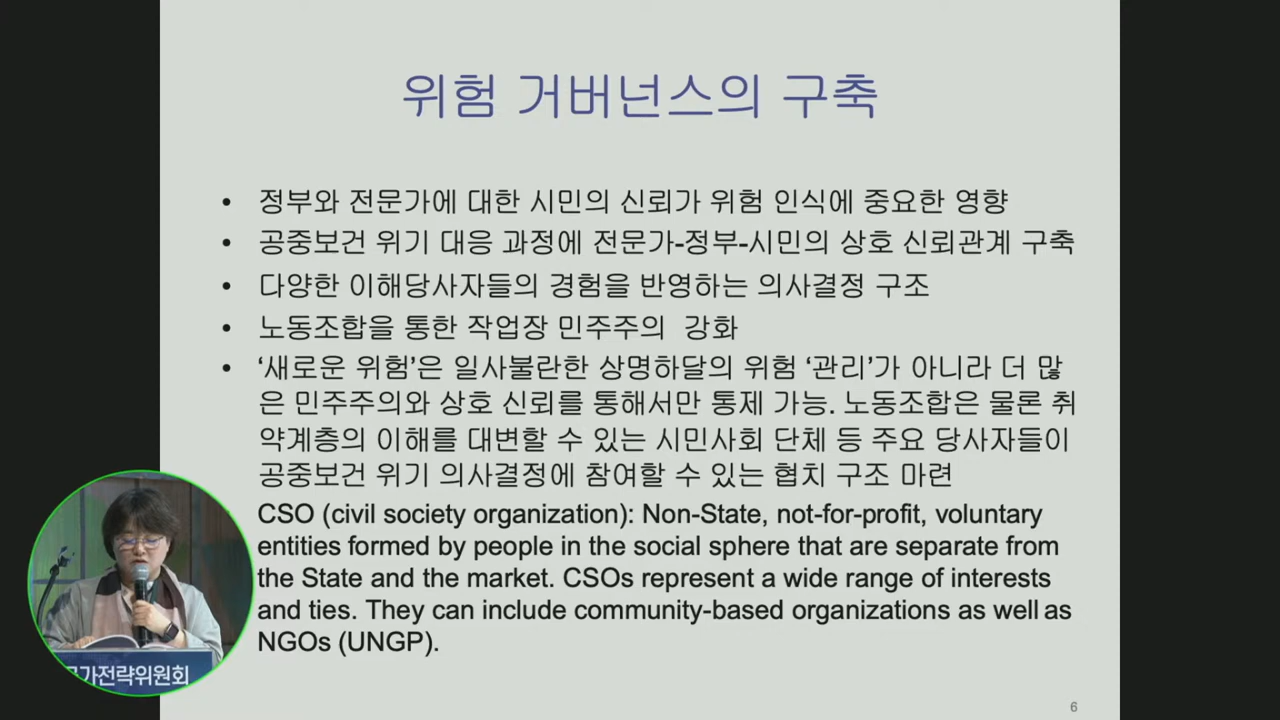 위험 거버넌스의 구축
• 정부와 전문가에 대한 시민의 신뢰가 위험 인식에 중요한 영향
• 공중보건 위기 대응 과정에 전문가-정부-시민의 상호 신뢰관계 구축
• 다양한 이해당사자들의 경험을 반영하는 의사결정 구조
• 노동조합을 통한 작업장 민주주의 강화
• ‘새로운 위험’은 일사불란한 상명하달의 위험 ‘관리’가 아니라 더 많
은 민주주의와 상호 신뢰를 통해서만 통제 가능. 노동조합은 물론 취
약계층의 이해를 대변할 수 있는 시민사회 단체 등 주요 당사자들이
공중보건 위기 의사결정에 참여할 수 있는 협치 구조 마련
CSO (civil society organization): Non-State, not-for-profit, voluntary
entities formed by people in the social sphere that are separate from
the State and the market. CSOs represent a wide range of interests
and ties. They can include community-based organizations as well as
NGOs (UNGP).
가전략위원회
6